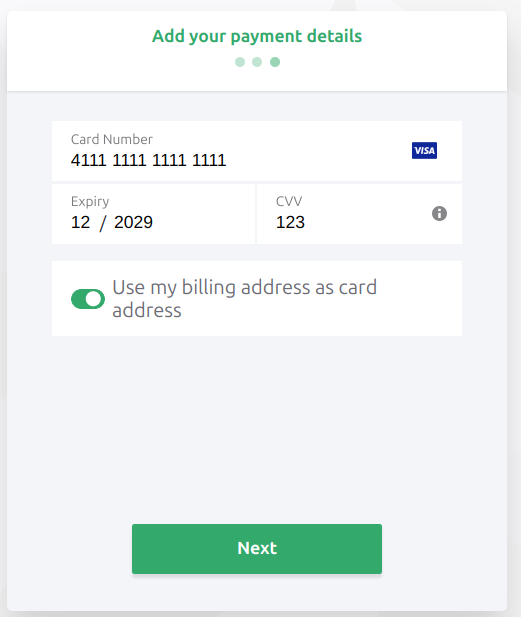 Add your payment details
Card Number
4111 1111 1111 1111
VISA
Expiry
12 / 2029
CVV
123
Use my billing address as card
address
Next